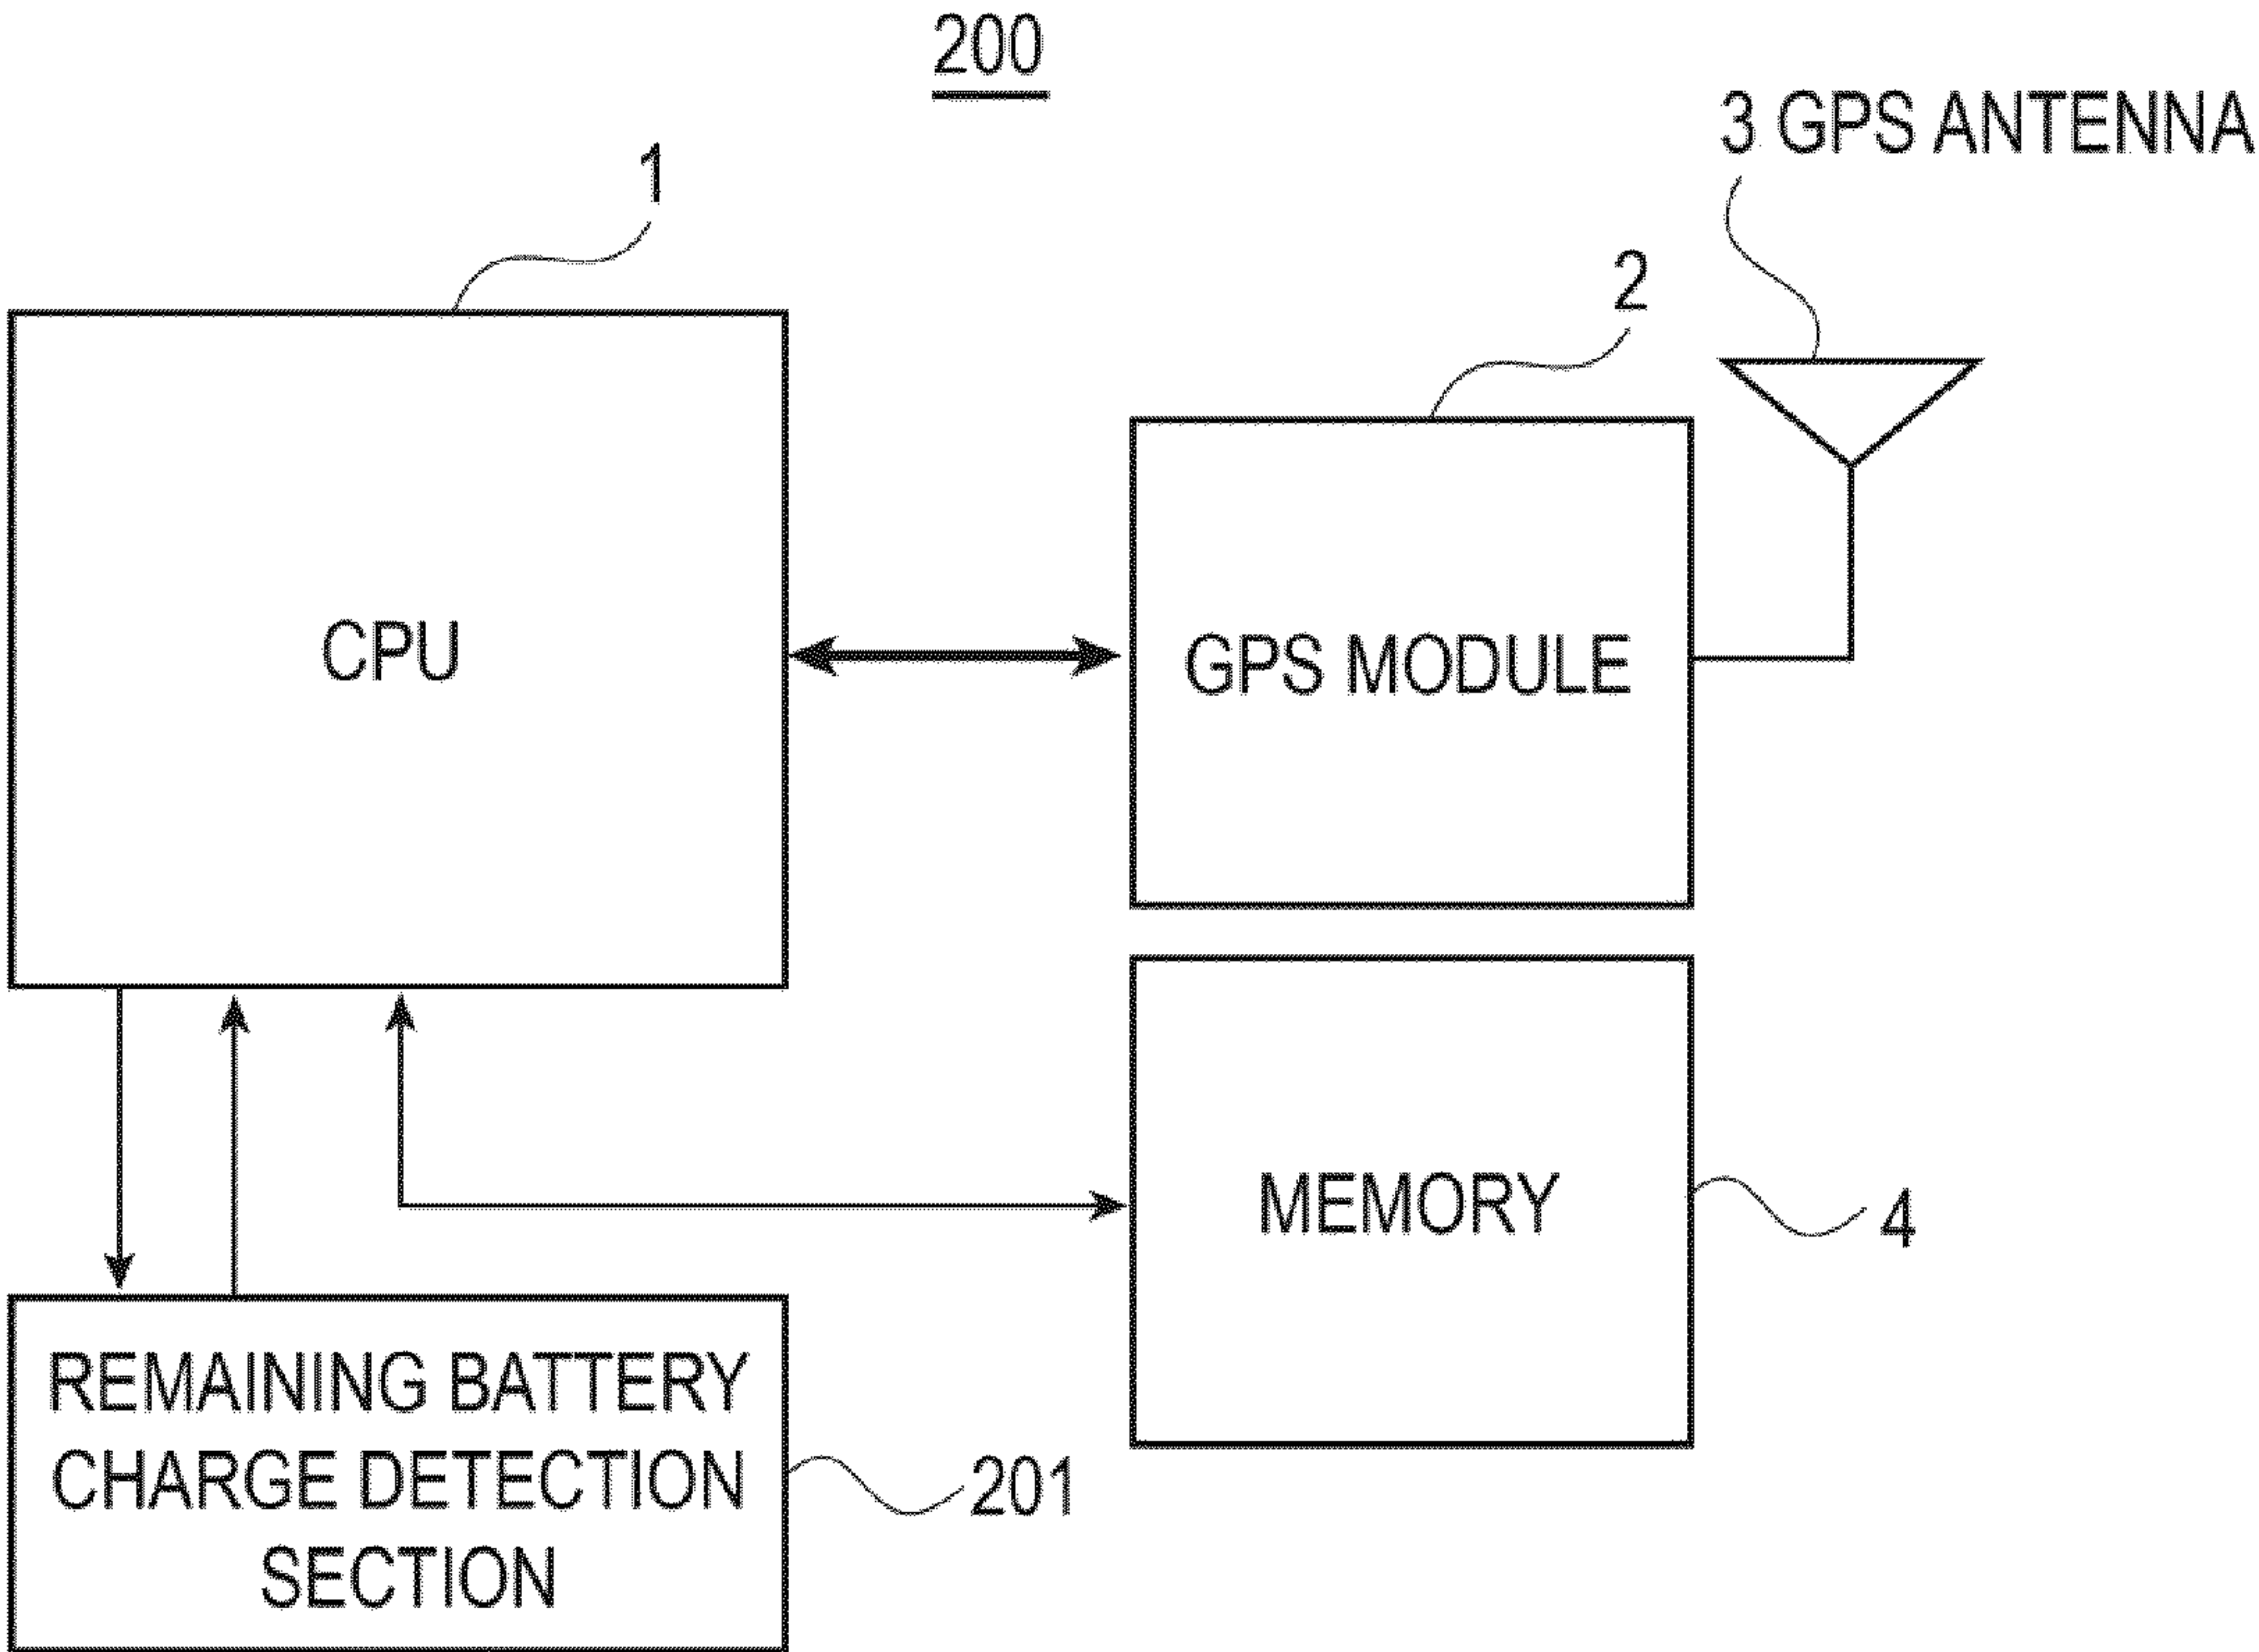 200
3 GPS ANTENNA
1
2
CPU
GPS MODULE
MEMORY
4
REMAINING BATTERY
CHARGE DETECTION
SECTION
201